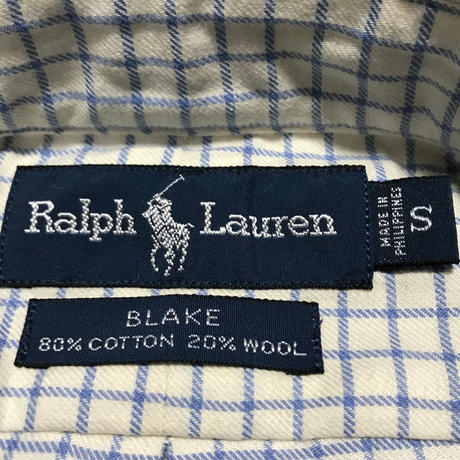 Ralph Lauren
MADE IN
PHILIPPINES
S
BLAKE
80% COTTON 20% WOOL